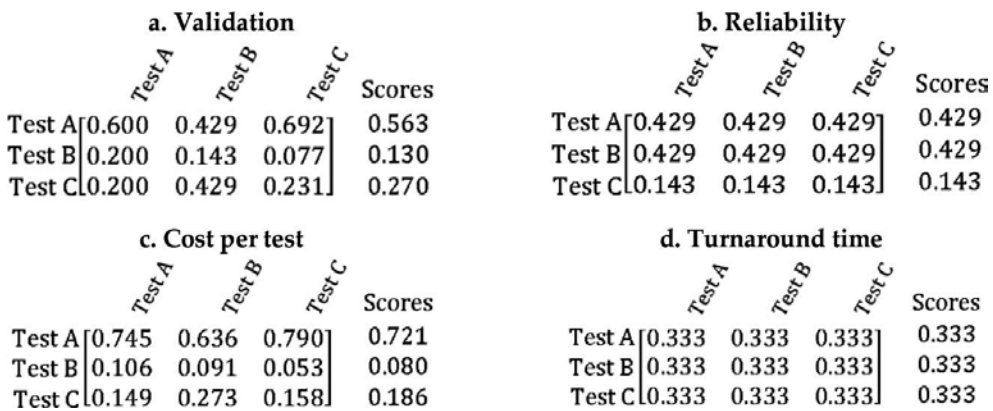 a. Validation
Test A Test B Test C Scores
Test A [0.600 0.429 0.692] 0.563
Test B 0.200 0.143 0.077 0.130
Test C 0.200 0.429 0.231 0.270
b. Reliability
Test A Test B Test C Scores
Test A [0.429 0.429 0.429] 0.429
Test B 0.429 0.429 0.429 0.429
Test C 0.143 0.143 0.143 0.143
c. Cost per test
Test A Test B Test C Scores
Test A [0.745 0.636 0.790] 0.721
Test B 0.106 0.091 0.053 0.080
Test C 0.149 0.273 0.158 0.186
d. Turnaround time
Test A Test B Test C Scores
Test A [0.333 0.333 0.333] 0.333
Test B 0.333 0.333 0.333 0.333
Test C 0.333 0.333 0.333 0.333